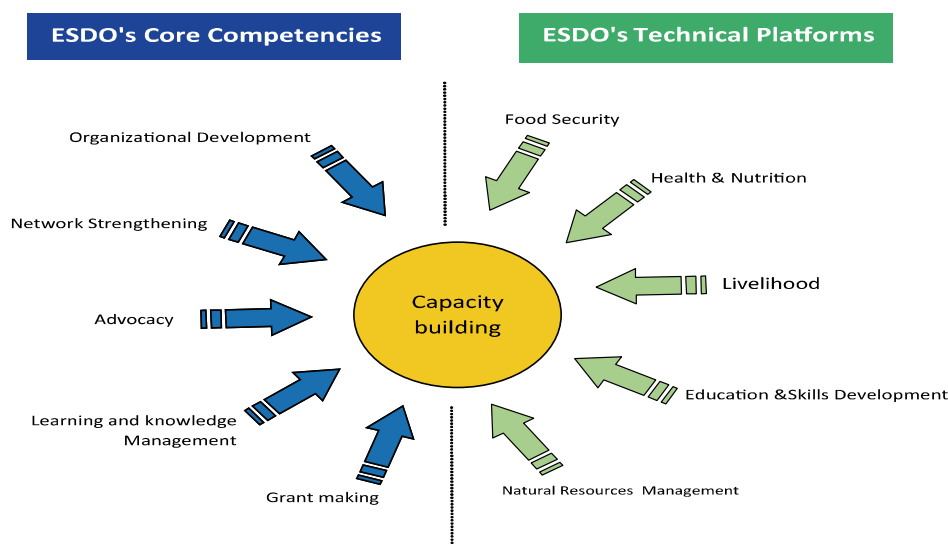 ESDO's Core Competencies
ESDO's Technical Platforms
Organizational Development
Network Strengthening
Advocacy
Learning and knowledge
Management
Grant making
Capacity
building
Food Security
Health & Nutrition
Livelihood
Education &Skills Development
Natural Resources  Management